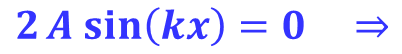 2 A sin(kx) = 0 ⇒